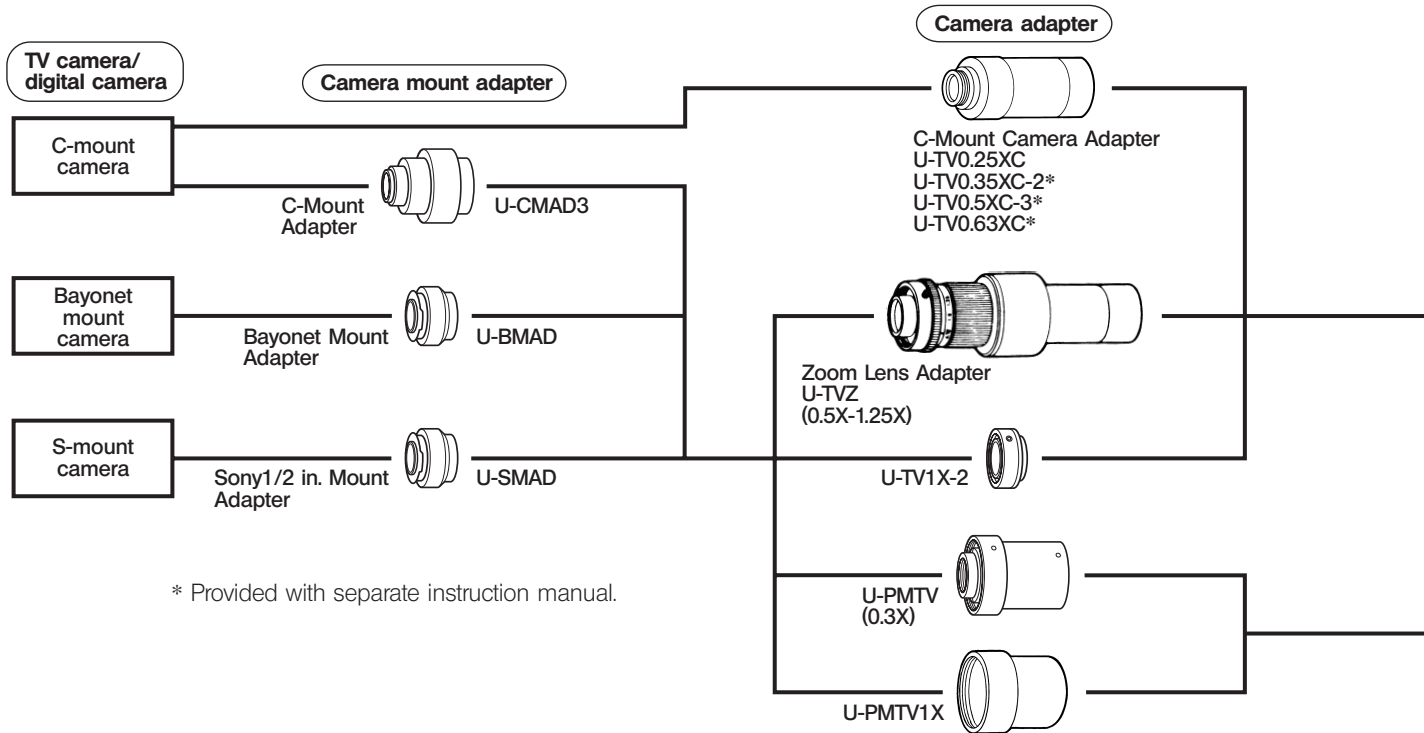 Camera adapter
TV camera/
digital camera
Camera mount adapter
C-mount
camera
C-Mount Camera Adapter
U-TV0.25XC
U-TV0.35XC-2*
U-TV0.5XC-3*
U-TV0.63XC*
C-Mount
Adapter
U-CMAD3
Bayonet
mount
camera
Bayonet Mount
Adapter
U-BMAD
Zoom Lens Adapter
U-TVZ
(0.5X-1.25X)
S-mount
camera
Sony1/2 in. Mount
Adapter
U-SMAD
U-TV1X-2
* Provided with separate instruction manual.
U-PMTV
(0.3X)
U-PMTV1X